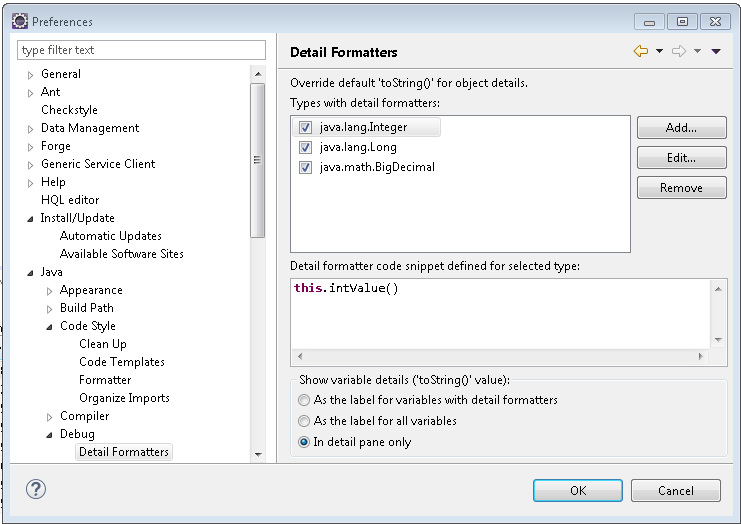 Preferences
type filter text
General
Ant
Checkstyle
Data Management
Forge
Generic Service Client
Help
HQL editor
Install/Update
Automatic Updates
Available Software Sites
Java
Appearance
Build Path
Code Style
Clean Up
Code Templates
Formatter
Organize Imports
Compiler
Debug
Detail Formatters
Detail Formatters
Override default 'toString()' for object details.
Types with detail formatters:
java.lang.Integer
java.lang.Long
java.math.BigDecimal
Add...
Edit...
Remove
Detail formatter code snippet defined for selected type:
this.intValue()
Show variable details ('toString()' value):
As the label for variables with detail formatters
As the label for all variables
In detail pane only
?
OK
Cancel